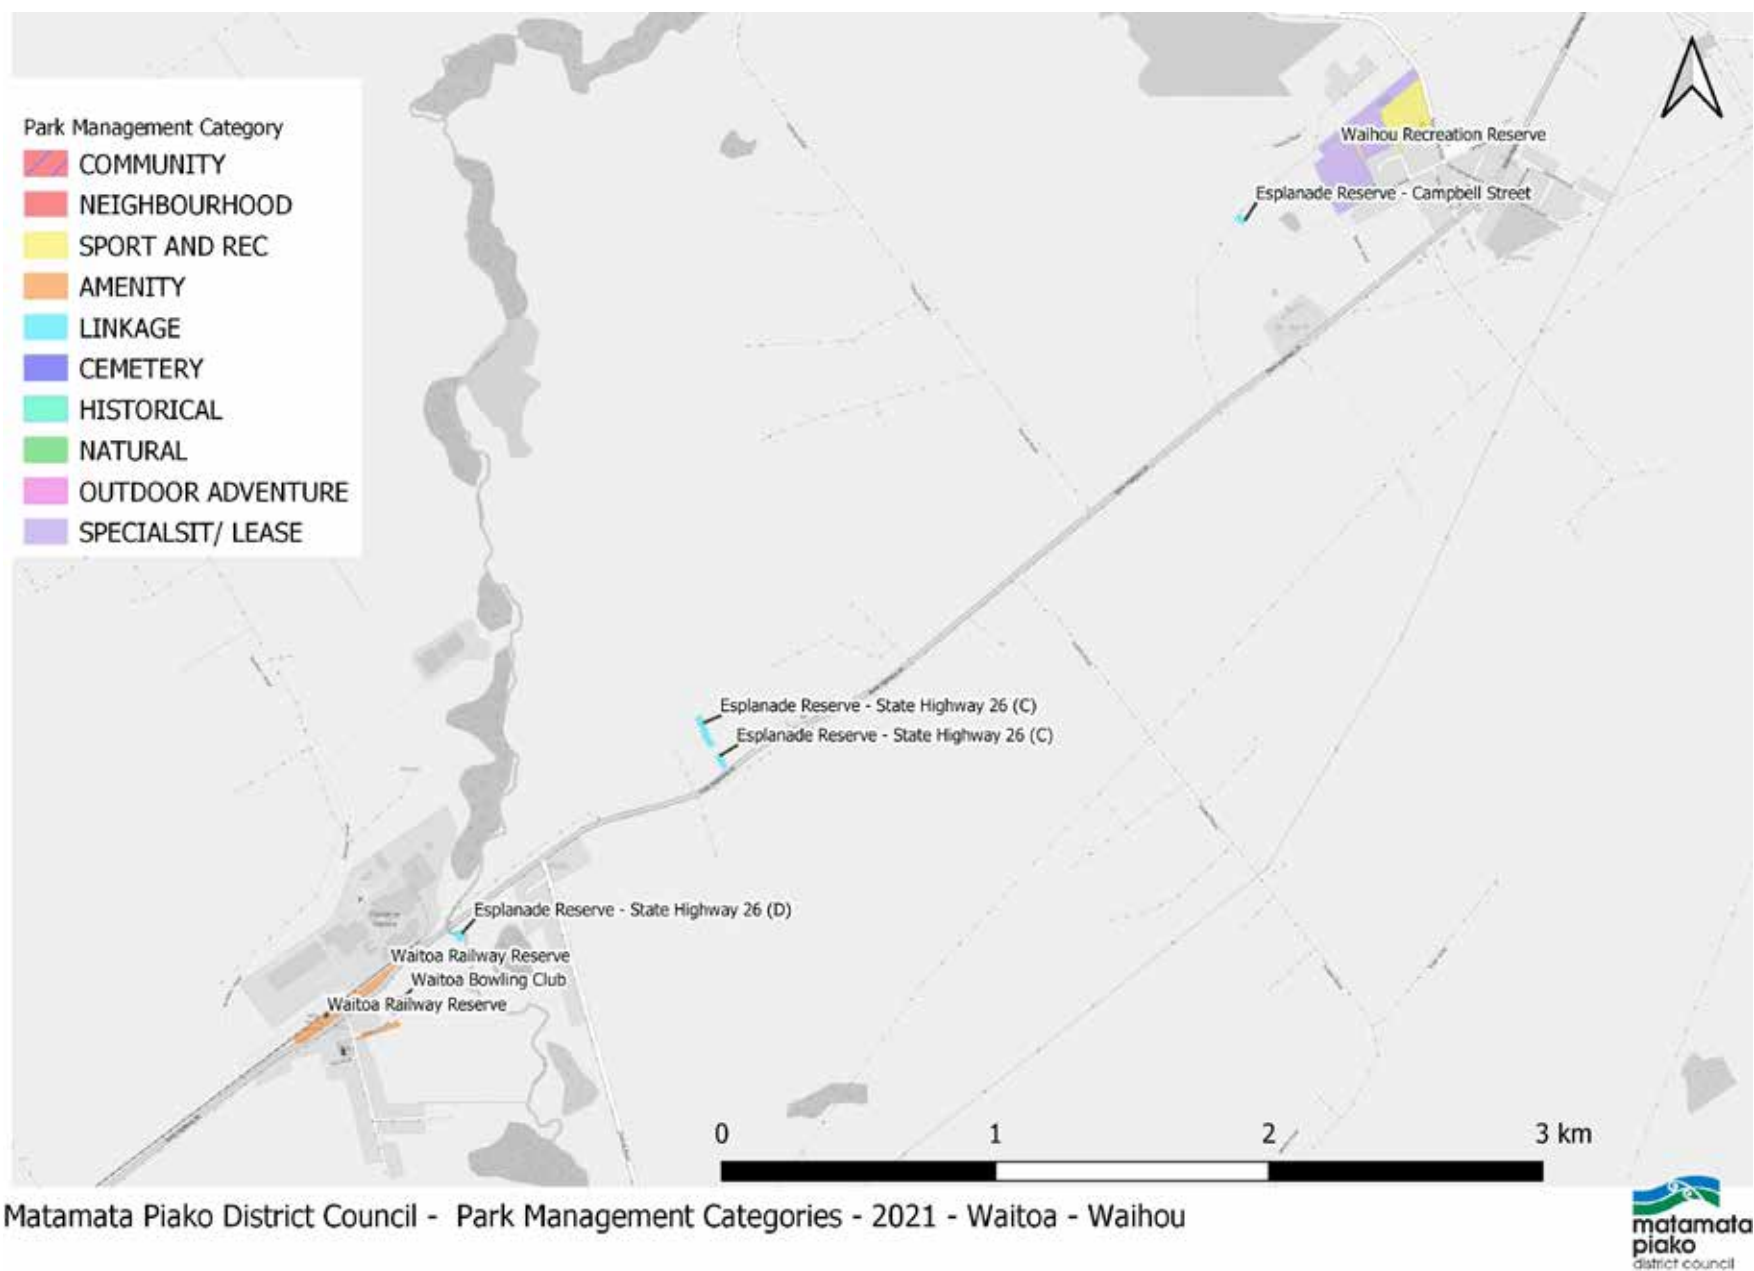 Park Management Category
COMMUNITY
NEIGHBOURHOOD
SPORT AND REC
AMENITY
LINKAGE
CEMETERY
HISTORICAL
NATURAL
OUTDOOR ADVENTURE
SPECIALSIT/ LEASE
Waihou Recreation Reserve
Esplanade Reserve - Campbell Street
Esplanade Reserve - State Highway 26 (C)
Esplanade Reserve - State Highway 26 (C)
Esplanade Reserve - State Highway 26 (D)
Waitoa Railway Reserve
Waitoa Bowling Club
Waitoa Railway Reserve
0 1 2 3 km
Matamata Piako District Council - Park Management Categories - 2021 - Waitoa - Waihou
matamata
piako
district council